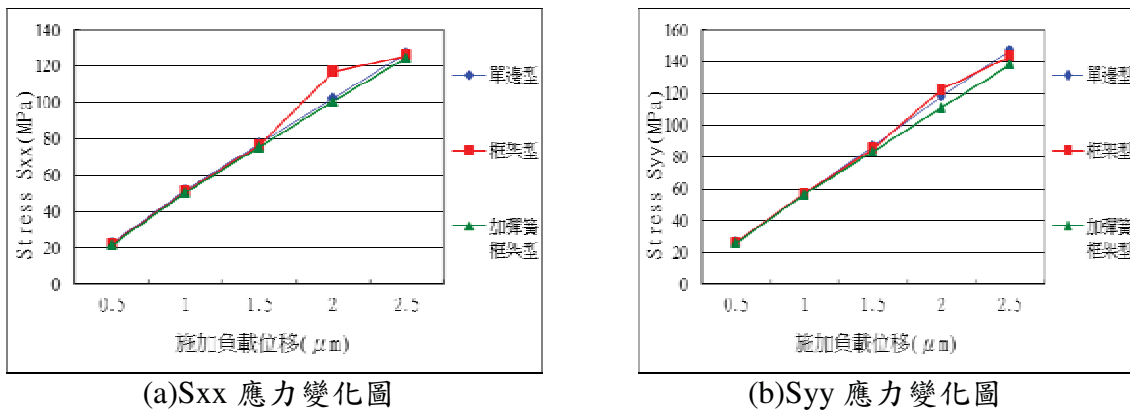 Stress Sxx(MPa)
140
120
100
80
60
40
20
0
0.5 1 1.5 2 2.5
施加負載位移(μm)
單邊型
框架型
加彈簧
框架型
(a)Sxx 應力變化圖
Stress Syy(MPa)
160
140
120
100
80
60
40
20
0
0.5 1 1.5 2 2.5
施加負載位移(μm)
單邊型
框架型
加彈簧
框架型
(b)Syy 應力變化圖